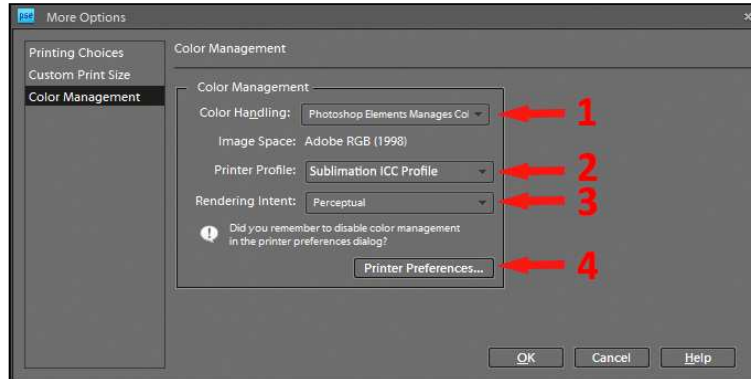 pse More Options x
Printing Choices
Custom Print Size
Color Management
Color Management
Color Management
Color Handling: Photoshop Elements Manages Col 1
Image Space: Adobe RGB (1998)
Printer Profile: Sublimation ICC Profile 2
Rendering Intent: Perceptual 3
! Did you remember to disable color management
in the printer preferences dialog?
Printer Preferences... 4
OK Cancel Help